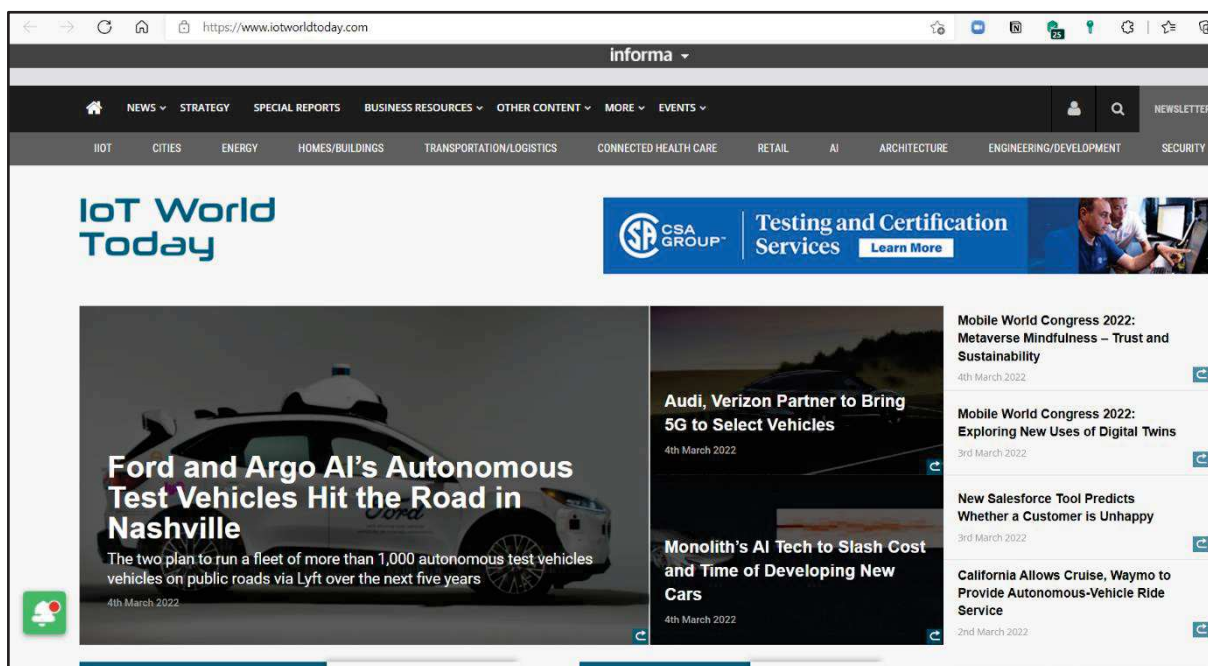 https://www.iotworldtoday.com
25
informa
NEWS STRATEGY SPECIAL REPORTS BUSINESS RESOURCES OTHER CONTENT MORE EVENTS NEWSLETTER
IIOT CITIES ENERGY HOMES/BUILDINGS TRANSPORTATION/LOGISTICS CONNECTED HEALTH CARE RETAIL AI ARCHITECTURE ENGINEERING/DEVELOPMENT SECURITY
IoT World
Today
CSA
GROUP™
Testing and Certification
Services Learn More
Ford and Argo AI’s Autonomous
Test Vehicles Hit the Road in
Nashville
Ford
The two plan to run a fleet of more than 1,000 autonomous test vehicles
vehicles on public roads via Lyft over the next five years
4th March 2022
Audi, Verizon Partner to Bring
5G to Select Vehicles
4th March 2022
Monolith’s AI Tech to Slash Cost
and Time of Developing New
Cars
4th March 2022
Mobile World Congress 2022:
Metaverse Mindfulness – Trust and
Sustainability
4th March 2022
Mobile World Congress 2022:
Exploring New Uses of Digital Twins
3rd March 2022
New Salesforce Tool Predicts
Whether a Customer is Unhappy
3rd March 2022
California Allows Cruise, Waymo to
Provide Autonomous-Vehicle Ride
Service
2nd March 2022